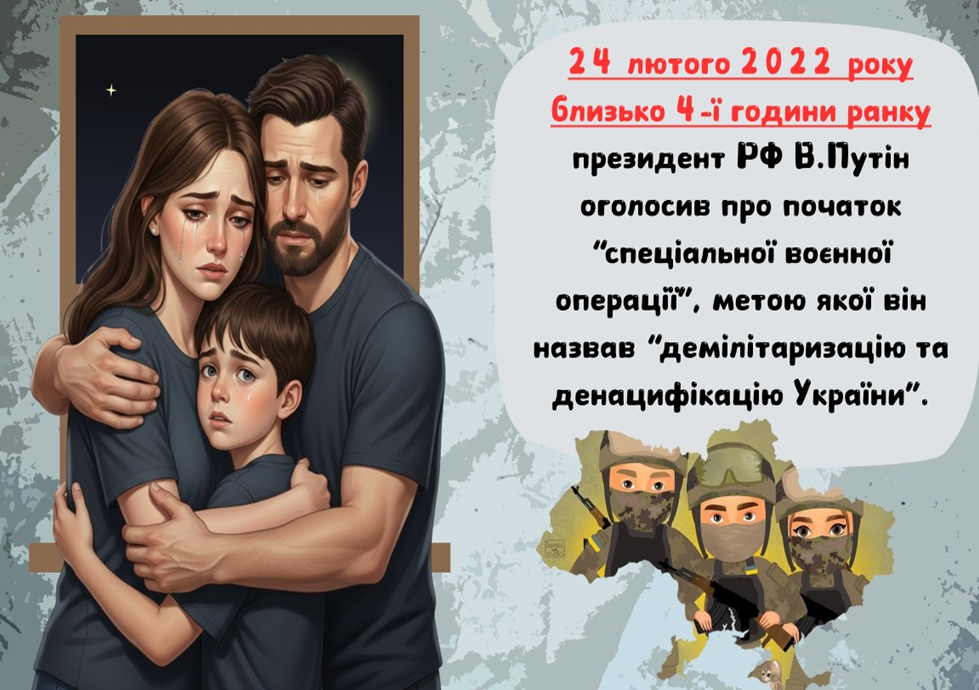 24 лютого 2022 року
близько 4-ї години ранку
президент РФ В.Путін
оголосив про початок
“спеціальної воєнної
операції”, метою якої він
назвав “демілітаризацію та
денацифікацію України”.